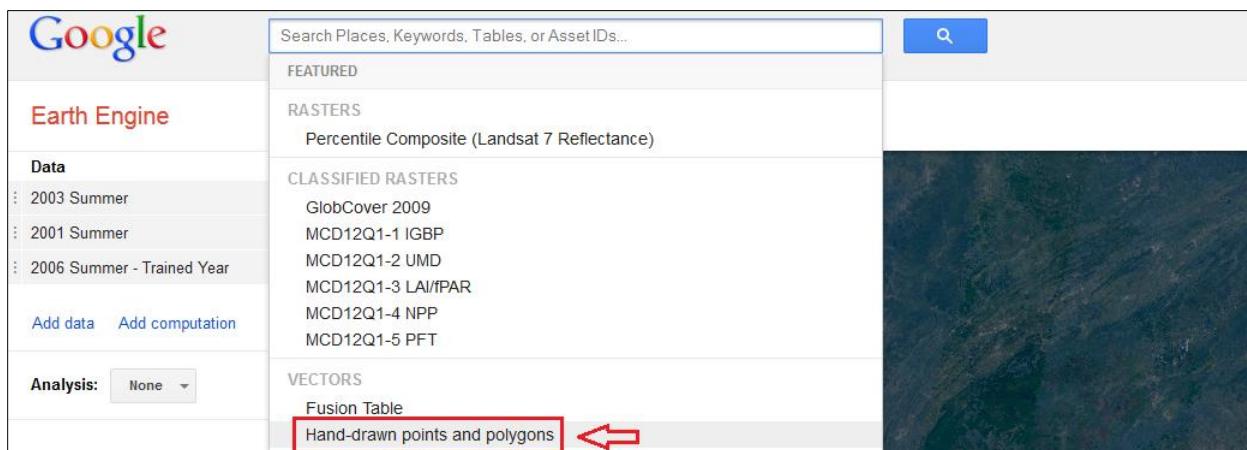 Google
Search Places, Keywords, Tables, or Asset IDs...
FEATURED
RASTERS
Percentile Composite (Landsat 7 Reflectance)
CLASSIFIED RASTERS
GlobCover 2009
MCD12Q1-1 IGBP
MCD12Q1-2 UMD
MCD12Q1-3 LAI/fPAR
MCD12Q1-4 NPP
MCD12Q1-5 PFT
VECTORS
Fusion Table
Hand-drawn points and polygons
Earth Engine
Data
2003 Summer
2001 Summer
2006 Summer - Trained Year
Add data Add computation
Analysis: None